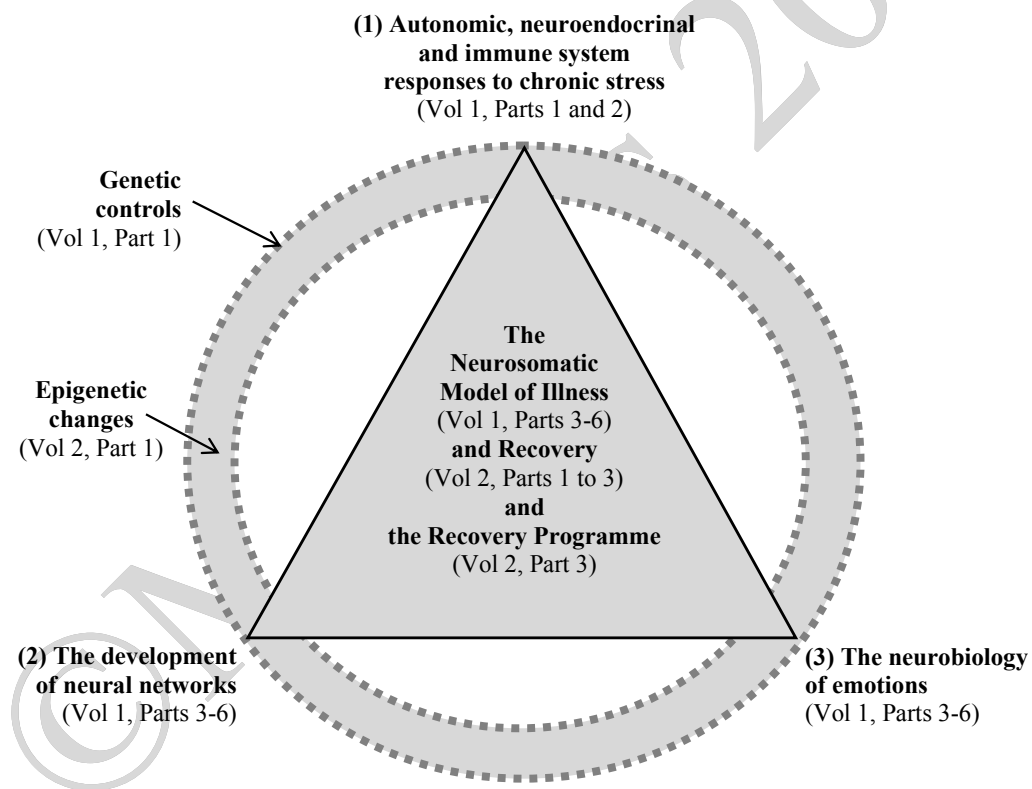 (1) Autonomic, neuroendocrinal
and immune system
responses to chronic stress
(Vol 1, Parts 1 and 2)
Genetic
controls
(Vol 1, Part 1)
Epigenetic
changes
(Vol 2, Part 1)
The
Neurosomatic
Model of Illness
(Vol 1, Parts 3-6)
and Recovery
(Vol 2, Parts 1 to 3)
and
the Recovery Programme
(Vol 2, Part 3)
(2) The development
of neural networks
(Vol 1, Parts 3-6)
(3) The neurobiology
of emotions
(Vol 1, Parts 3-6)